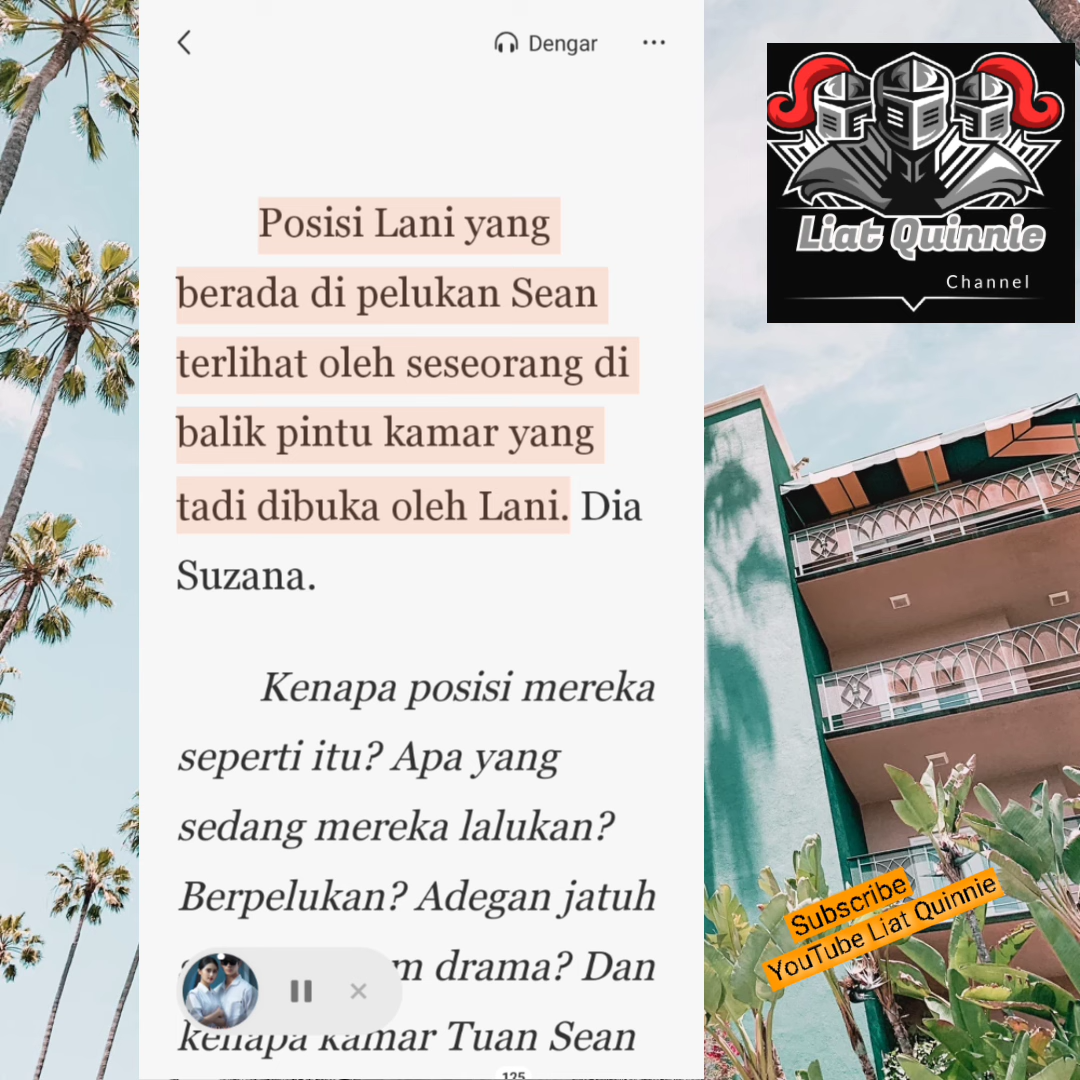 Dengar
Posisi Lani yang
berada di pelukan Sean
terlihat oleh seseorang di
balik pintu kamar yang
tadi dibuka oleh Lani. Dia
Suzana.
Kenapa posisi mereka
seperti itu? Apa yang
sedang mereka lalukan?
Berpelukan? Adegan jatuh
drama? Dan
kenapa kamar Tuan Sean
125
Liat Quinnie
Channel
Subscribe
YouTube Liat Quinnie